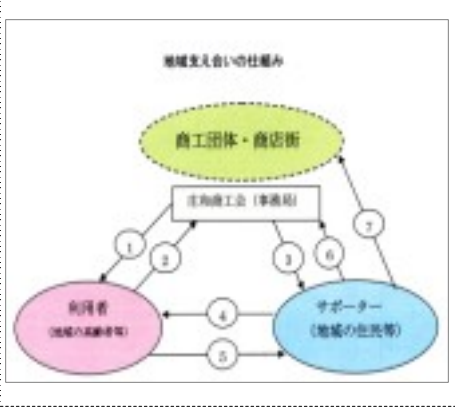 地域支え合いの仕組み
商工団体・商店街
庄和商工会（事務局）
1
2
3
6
7
利用者
（地域の高齢者等）
4
5
サポーター
（地域の住民等）